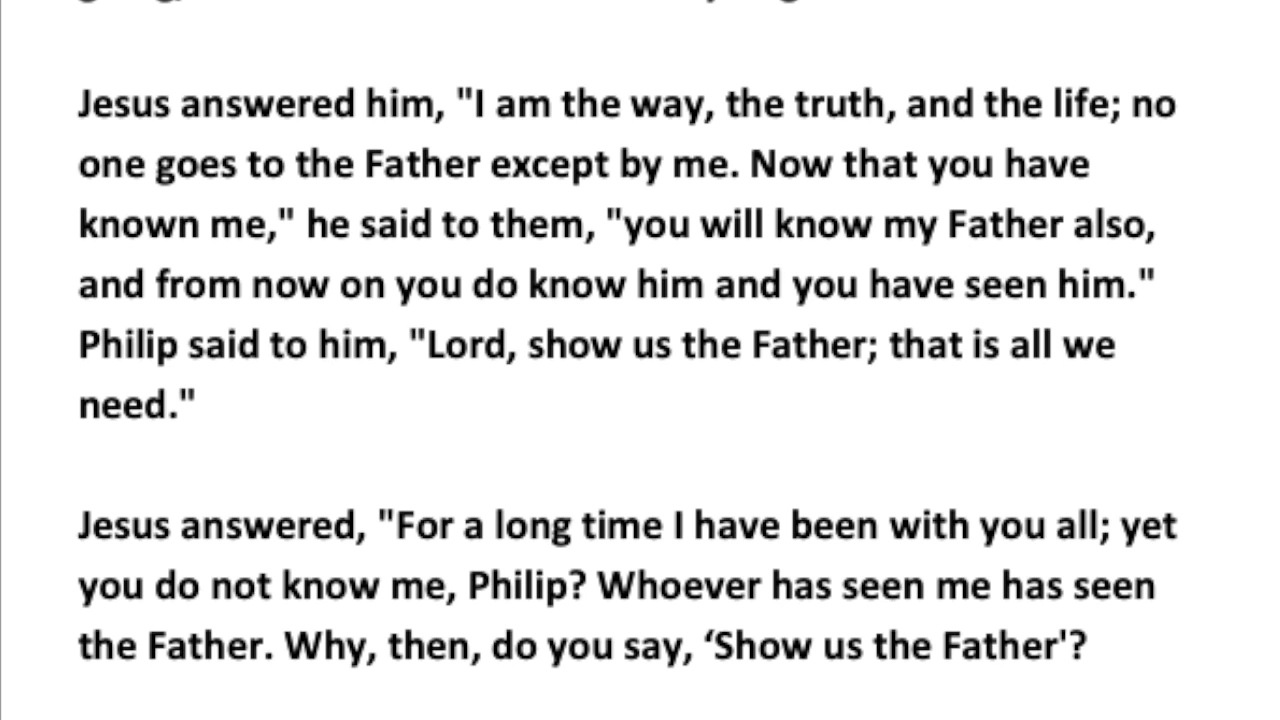 Jesus answered him, "I am the way, the truth, and the life; no
one goes to the Father except by me. Now that you have
known me," he said to them, "you will know my Father also,
and from now on you do know him and you have seen him."
Philip said to him, "Lord, show us the Father; that is all we
need."
Jesus answered, "For a long time I have been with you all; yet
you do not know me, Philip? Whoever has seen me has seen
the Father. Why, then, do you say, ‘Show us the Father'?